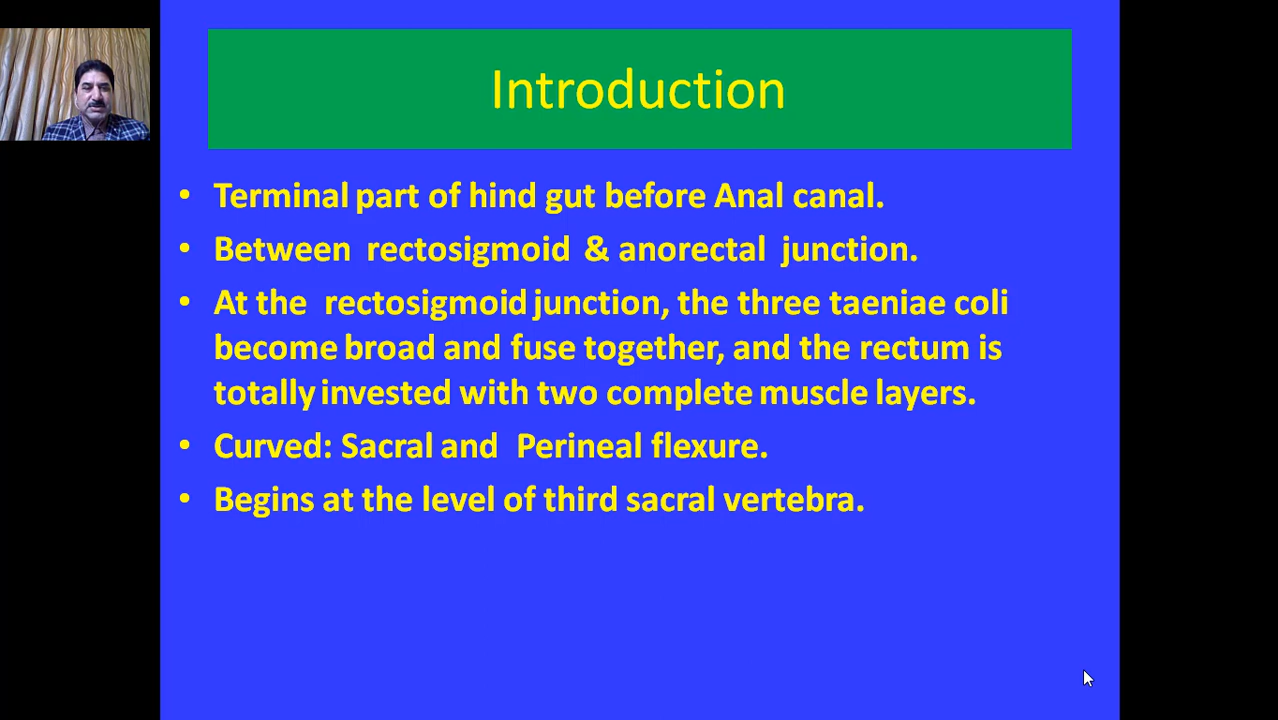 Introduction
• Terminal part of hind gut before Anal canal.
• Between rectosigmoid & anorectal junction.
• At the rectosigmoid junction, the three taeniae coli
become broad and fuse together, and the rectum is
totally invested with two complete muscle layers.
• Curved: Sacral and Perineal flexure.
• Begins at the level of third sacral vertebra.